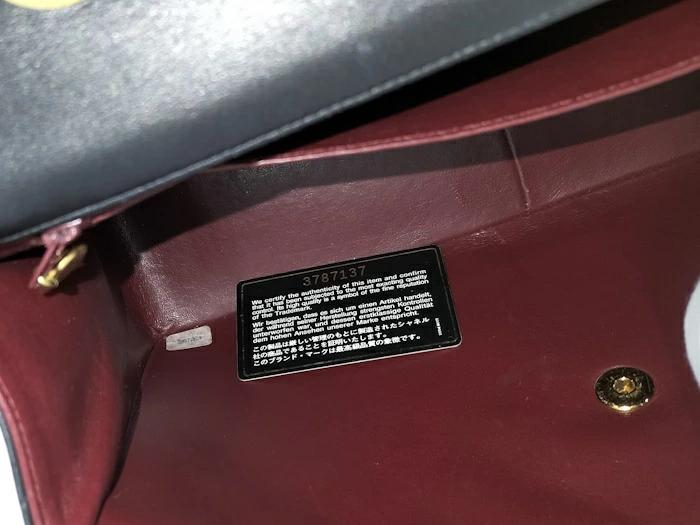 3787137
We certify the authenticity of this item and confirm
that it has been subjected to the most exacting quality
control. Its high quality is a symbol of the fine reputation
of the Trademark.
Wir bestätigen, dass es sich um einen Artikel handelt,
der während seiner Herstellung strengsten Kontrollen
unterworfen war, und dessen erstklassige Qualität
dem hohen Ansehen unserer Marke entspricht.
この製品は厳しい管理のもとに製造されたシャネル
社の商品であることを証明いたします。
このブランド・マークは最高級品質の象徴です。